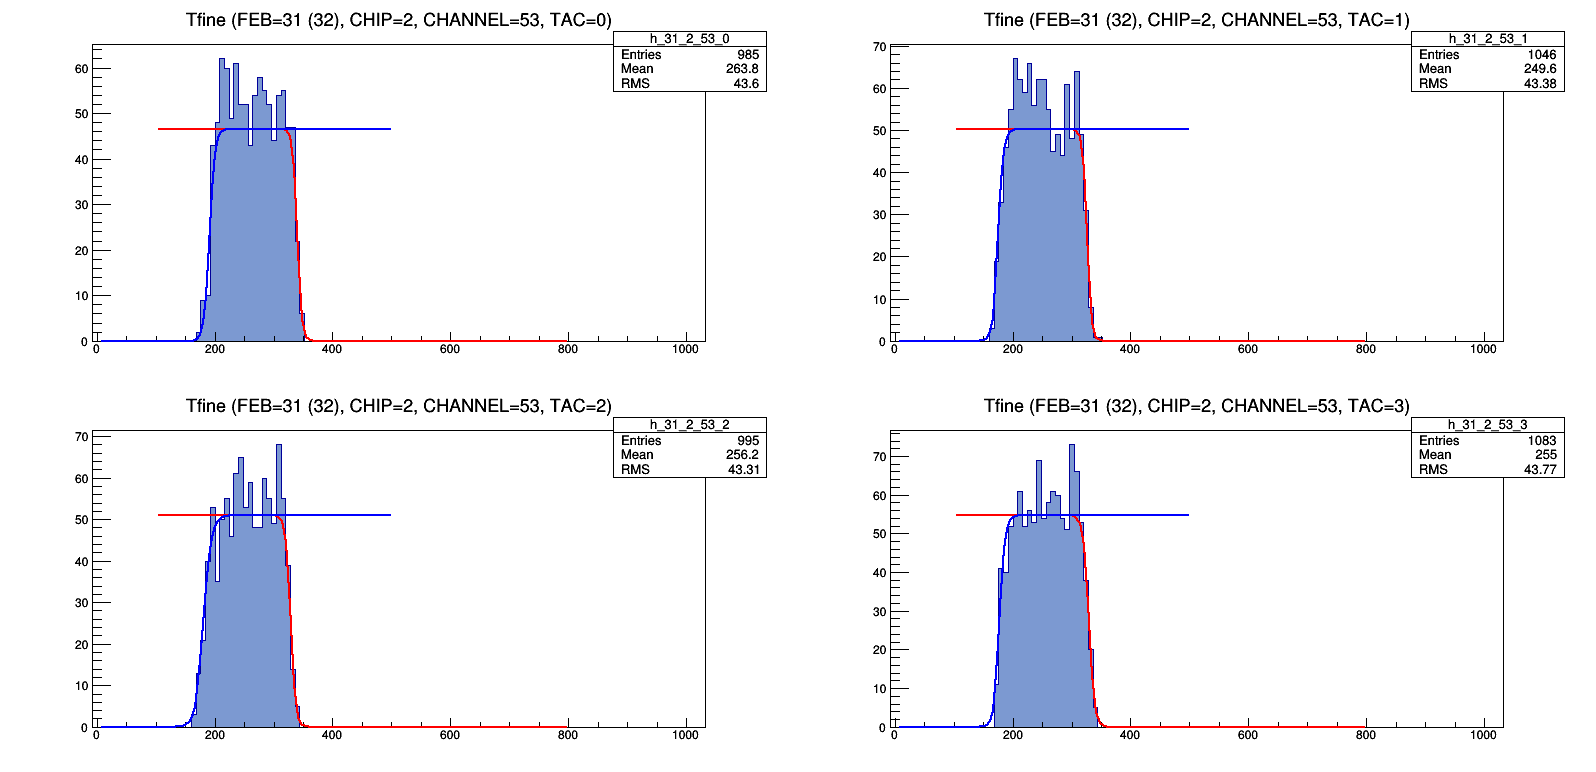 Tfine (FEB=31 (32), CHIP=2, CHANNEL=53, TAC=0)
h_31_2_53_0
Entries 985
Mean 263.8
RMS 43.6
60
50
40
30
20
10
0
0 200 400 600 800 1000
Tfine (FEB=31 (32), CHIP=2, CHANNEL=53, TAC=1)
h_31_2_53_1
Entries 1046
Mean 249.6
RMS 43.38
70
60
50
40
30
20
10
0
0 200 400 600 800 1000
Tfine (FEB=31 (32), CHIP=2, CHANNEL=53, TAC=2)
h_31_2_53_2
Entries 995
Mean 256.2
RMS 43.31
70
60
50
40
30
20
10
0
0 200 400 600 800 1000
Tfine (FEB=31 (32), CHIP=2, CHANNEL=53, TAC=3)
h_31_2_53_3
Entries 1083
Mean 255
RMS 43.77
70
60
50
40
30
20
10
0
0 200 400 600 800 1000